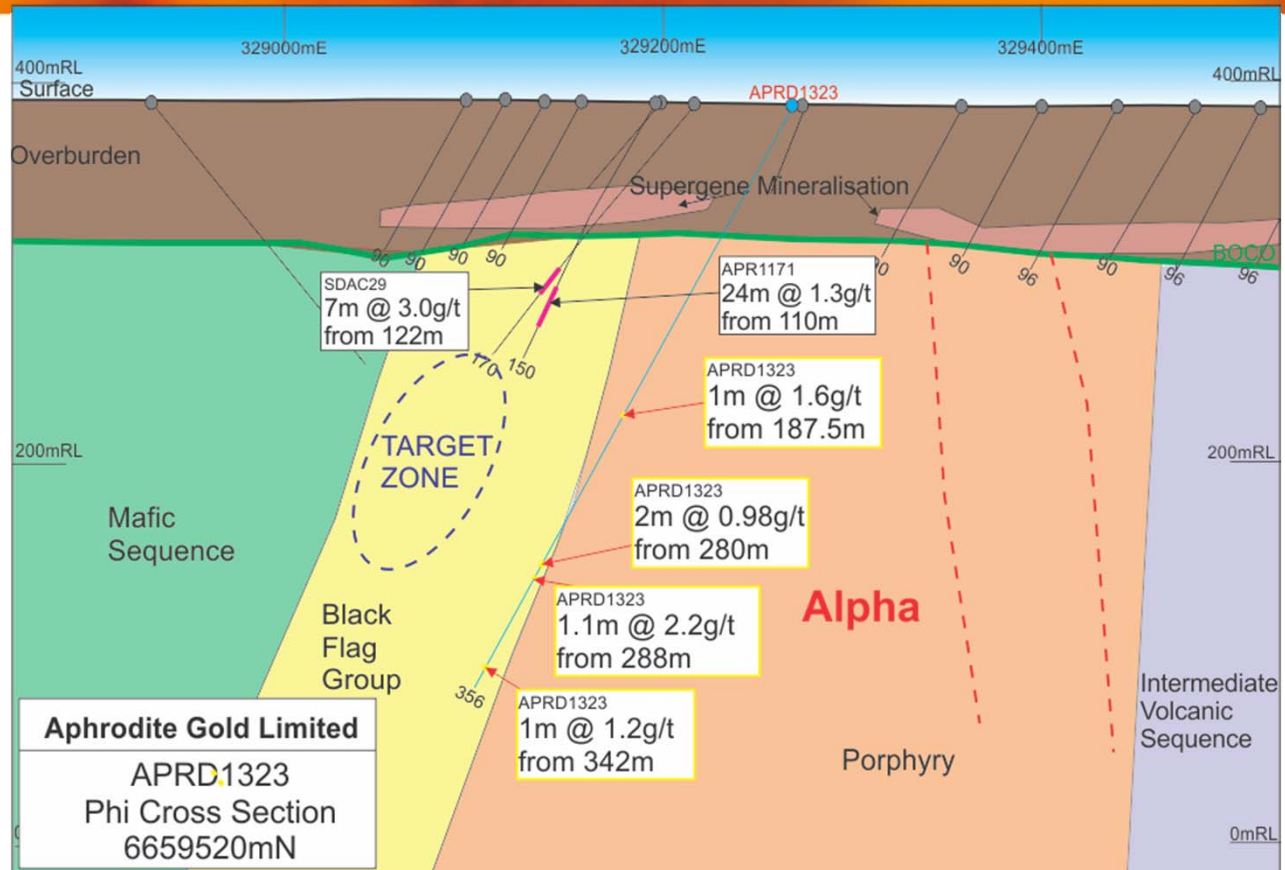 329000mE
329200mE
329400mE
400mRL
400mRL
Surface
APRD1323
Overburden
Supergene Mineralisation
BOCO
90
90
90
90
90
96
90
96
96
SDAC29
7m @ 3.0g/t
from 122m
APR1171
24m @ 1.3g/t
from 110m
150
APRD1323
1m @ 1.6g/t
from 187.5m
200mRL
200mRL
TARGET
ZONE
APRD1323
2m @ 0.98g/t
from 280m
Mafic
Sequence
APRD1323
1.1m @ 2.2g/t
from 288m
Alpha
Black
Flag
Group
356
APRD1323
1m @ 1.2g/t
from 342m
Intermediate
Volcanic
Sequence
Porphyry
Aphrodite Gold Limited
APRD1323
Phi Cross Section
6659520mN
0mRL